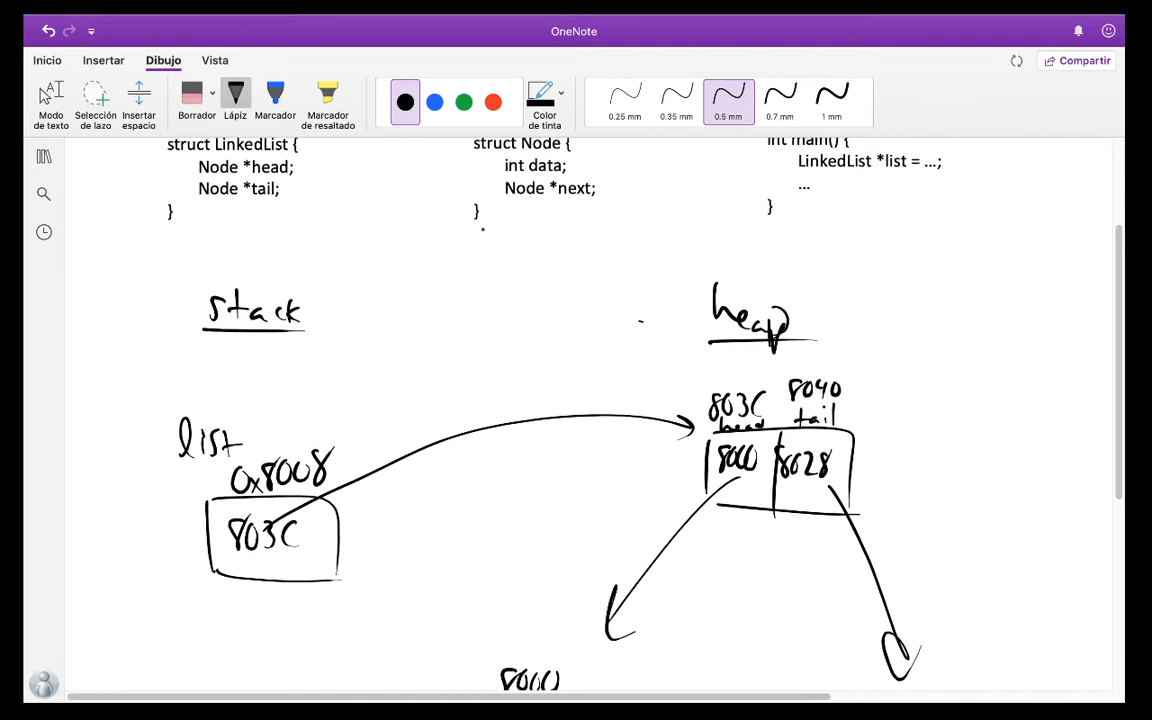 OneNote
Inicio Insertar Dibujo Vista
Compartir
Modo de texto
Selección de lazo
Insertar espacio
Borrador
Lápiz
Marcador
Marcador de resaltado
Color de tinta
0.25 mm
0.35 mm
0.5 mm
0.7 mm
1 mm
struct LinkedList {
Node *head;
Node *tail;
}
struct Node {
int data;
Node *next;
}
int main() {
LinkedList *list = ...;
...
}
stack
heap
list
0x8008
803C
803C 8040
head tail
8000 8028
8000